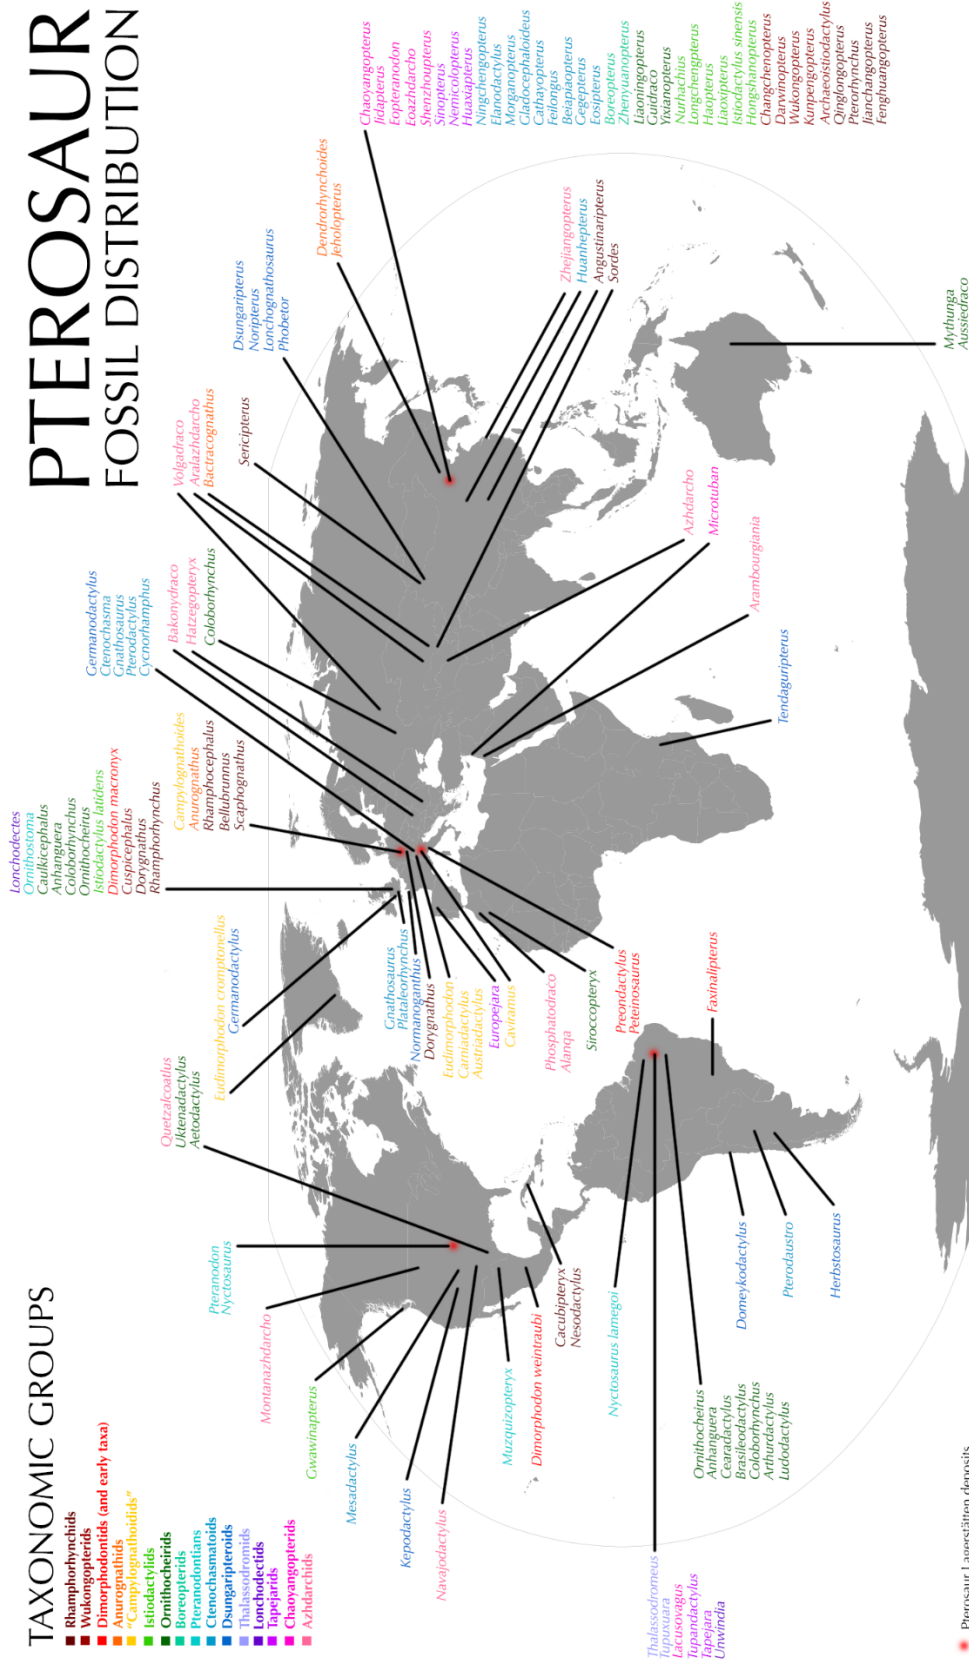 PTEROSAUR
FOSSIL DISTRIBUTION
TAXONOMIC GROUPS
Rhamphorhynchids
Wukongopterids
Dimorphodontids (and early taxa)
Anurognathids
"Campylognathoidids"
Istiodactylids
Ornithocheirids
Boreopterids
Pteranodontians
Ctenochasmatoids
Dsungaripteroids
Thalassodromids
Lonchodectids
Tapejarids
Chaoyangopterids
Azhdarchids
Pteranodon
Nyctosaurus
Montanazhdarcho
Gwawinapterus
Mesadactylus
Kepodactylus
Navajodactylus
Muzquizopteryx
Dimorphodon weintraubi
Cacubipteryx
Nesodactylus
Quetzalcoatlus
Uktenadactylus
Aetodactylus
Eudimorphodon cromptonellus
Germanodactylus
Lonchodectes
Ornithostoma
Caulkicephalus
Anhanguera
Coloborhynchus
Ornithocheirus
Istiodactylus latidens
Dimorphodon macronyx
Cuspicephalus
Dorygnathus
Rhamphorhynchus
Campylognathoides
Anurognathus
Rhamphocephalus
Bellubrunnus
Scaphognathus
Germanodactylus
Ctenochasma
Gnathosaurus
Pterodactylus
Cycnorhamphus
Bakonydraco
Hatzegopteryx
Coloborhynchus
Volgadraco
Aralazhdarcho
Bactracognathus
Sericipterus
Dsungaripterus
Noripterus
Lonchognathosaurus
Phobetor
Dendrorhynchoides
Jeholopterus
Chaoyangopterus
Jidapterus
Eopteranodon
Eoazhdarcho
Shenzhoupterus
Sinopterus
Nemicolopterus
Huaxiapterus
Ningchengopterus
Elanodactylus
Morganopterus
Gladocephaloideus
Cathayopterus
Feilongus
Beiapiaopterus
Gegepterus
Eosipterus
Boreopterus
Zhenyuanopterus
Liaoningopterus
Guidraco
Yixianopterus
Nurhachius
Longchengpterus
Haopterus
Liaoxipterus
Istiodactylus sinensis
Hongshanopterus
Changchenopterus
Darwinopterus
Wukongopterus
Kunpengopterus
Archaeoistiodactylus
Qinglongopterus
Pterorhynchus
Jianchangopterus
Fenghuangopterus
Zhejiangopterus
Huanhepterus
Angustinaripterus
Sordes
Gnathosaurus
Plataleorhynchus
Normanoganthus
Dorygnathus
Eudimorphodon
Carniadactylus
Austriadactylus
Europejara
Caviramus
Phosphatodraco
Alanqa
Siroccopteryx
Preondactylus
Peteinosaurus
Azhdarcho
Microtuban
Arambourgiania
Tendaguripterus
Mythunga
Aussiedraco
Faxinalipterus
Nyctosaurus lamegoi
Ornithocheirus
Anhanguera
Cearadactylus
Brasileodactylus
Coloborhynchus
Arthurdactylus
Ludodactylus
Thalassodromeus
Tupuxuara
Lacusovagus
Tupandactylus
Tapejara
Unwindia
Domeykodactylus
Pterodaustro
Herbstosaurus
Pterosaur Lagerstätten deposits